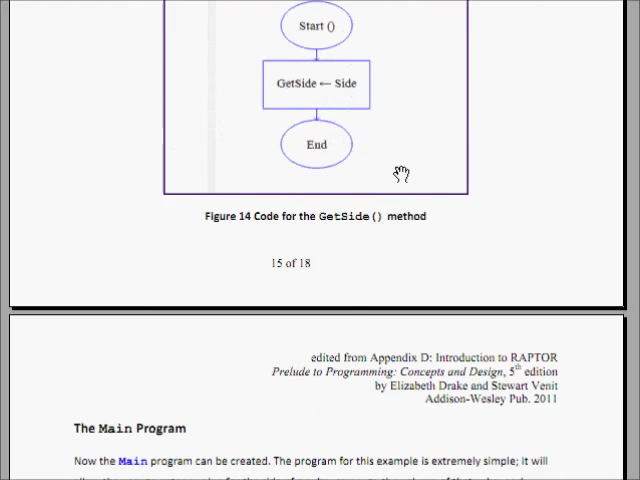 Start ()
GetSide ← Side
End
Figure 14 Code for the GetSide() method
15 of 18
edited from Appendix D: Introduction to RAPTOR
Prelude to Programming: Concepts and Design, 5th edition
by Elizabeth Drake and Stewart Venit
Addison-Wesley Pub. 2011
The Main Program
Now the Main program can be created. The program for this example is extremely simple; it will